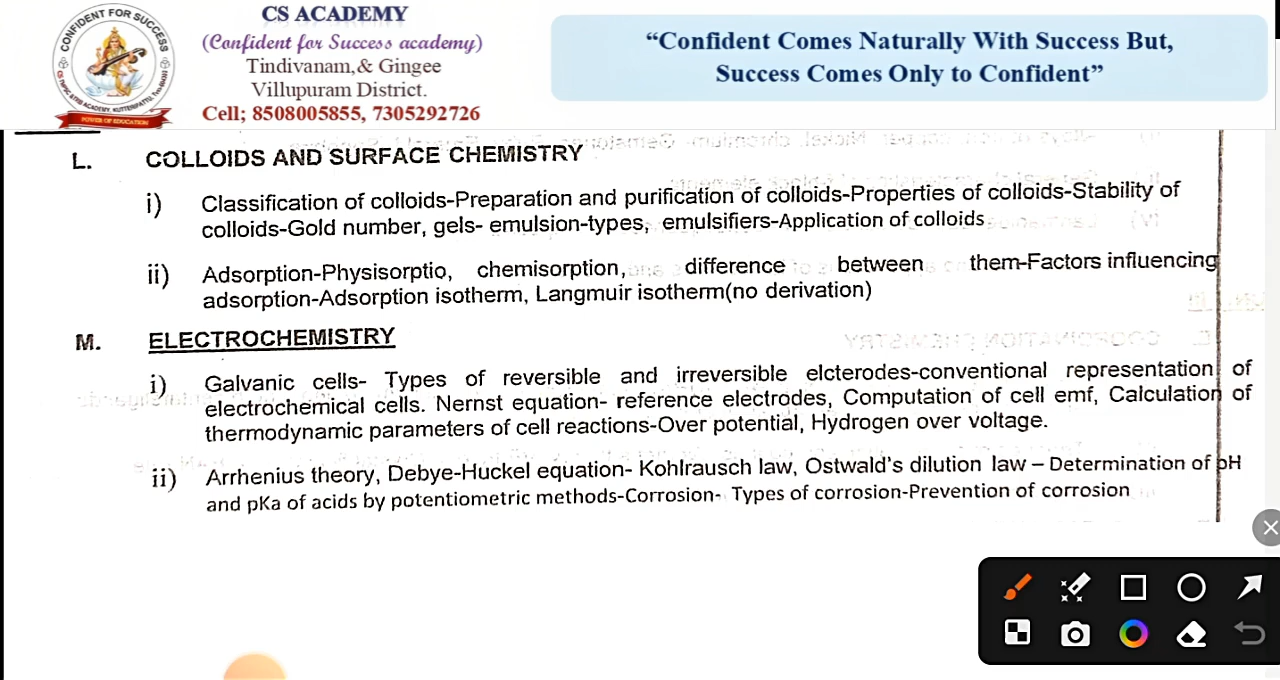 CONFIDENT FOR SUCCESS
POWER OF EDUCATION
CS ACADEMY
(Confident for Success academy)
Tindivanam,& Gingee
Villupuram District.
Cell; 8508005855, 7305292726
“Confident Comes Naturally With Success But,
Success Comes Only to Confident”
L. COLLOIDS AND SURFACE CHEMISTRY
i) Classification of colloids-Preparation and purification of colloids-Properties of colloids-Stability of
colloids-Gold number, gels- emulsion-types, emulsifiers-Application of colloids
ii) Adsorption-Physisorptio, chemisorption, difference between them-Factors influencing
adsorption-Adsorption isotherm, Langmuir isotherm(no derivation)
M. ELECTROCHEMISTRY
i) Galvanic cells- Types of reversible and irreversible elcterodes-conventional representation of
electrochemical cells. Nernst equation- reference electrodes, Computation of cell emf, Calculation of
thermodynamic parameters of cell reactions-Over potential, Hydrogen over voltage.
ii) Arrhenius theory, Debye-Huckel equation- Kohlrausch law, Ostwald’s dilution law – Determination of pH
and pKa of acids by potentiometric methods-Corrosion- Types of corrosion-Prevention of corrosion